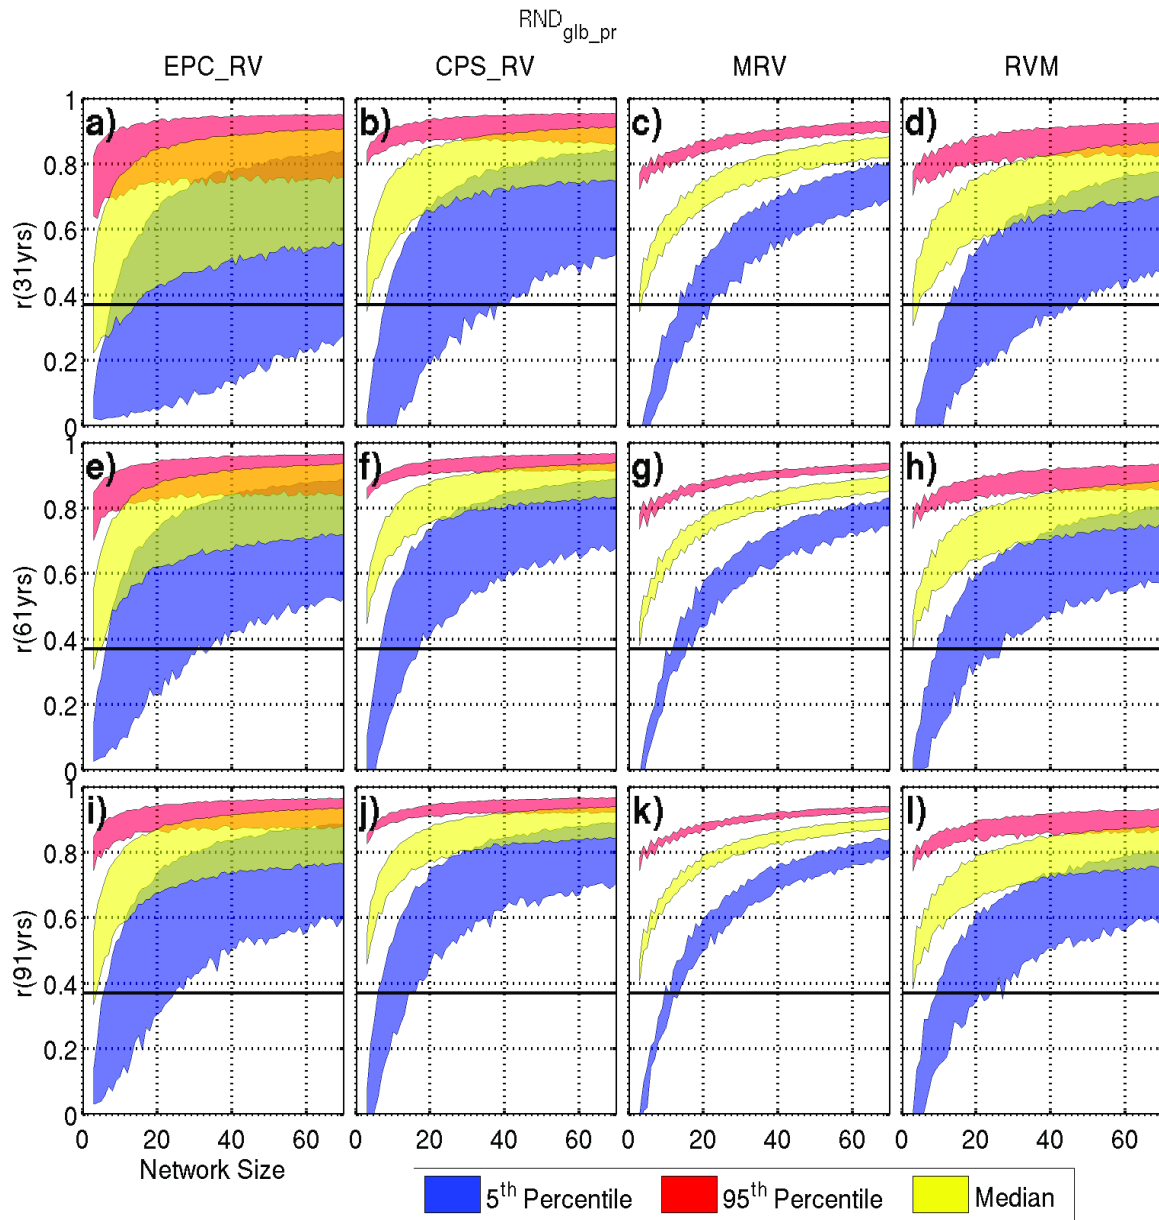 RND_glb_pr
EPC_RV CPS_RV MRV RVM
a) b) c) d)
1
0.8
0.6
0.4
0.2
0
r(31yrs)
e) f) g) h)
1
0.8
0.6
0.4
0.2
0
r(61yrs)
i) j) k) l)
1
0.8
0.6
0.4
0.2
0
r(91yrs)
0 20 40 60 0 20 40 60 0 20 40 60 0 20 40 60
Network Size
5th Percentile 95th Percentile Median